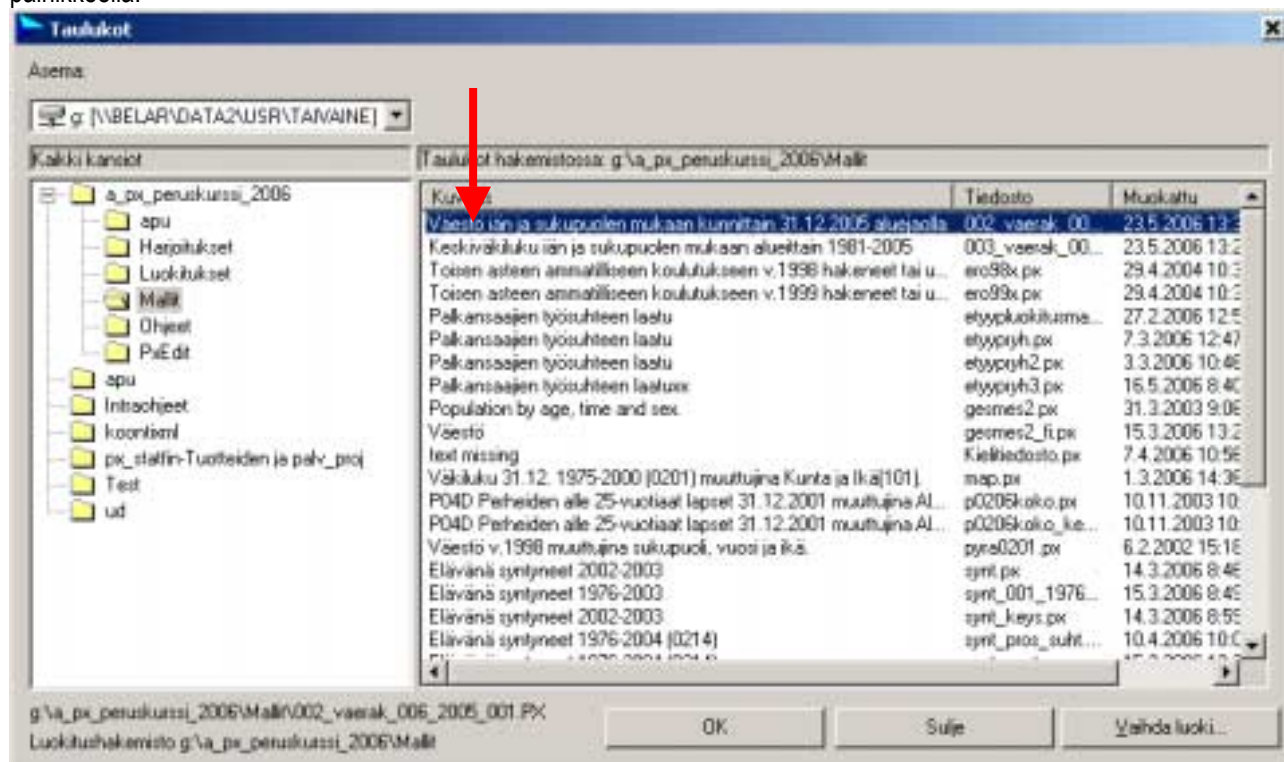 painikkeella.
Taulukot
Asema:
g: [\\BELAR\DATA2\USR\TAIVAINE]
Kaikki kansiot
Taulukot hakemistossa: g:\a_px_peruskurssi_2006\Mallit
a_px_peruskurssi_2006
apu
Harjoitukset
Luokitukset
Mallit
Ohjeet
PxEdit
apu
Intraohjeet
koontixml
px_statfin-Tuotteiden ja palv_proj
Test
ud
Tiedosto Muokattu
Väestö iän ja sukupuolen mukaan kunnittain 31.12.2005 aluejaolla 002_vaerak_00... 23.5.2006 13:
Keskiväkiluku iän ja sukupuolen mukaan alueittain 1981-2005 003_vaerak_00... 23.5.2006 13:2
Toisen asteen ammatilliseen koulutukseen v.1998 hakeneet tai u... ero98x.px 29.4.2004 10:
Toisen asteen ammatilliseen koulutukseen v.1999 hakeneet tai u... ero99x.px 29.4.2004 10:
Palkansaajien työsuhteen laatu etyypluokitusma... 27.2.2006 12:5
Palkansaajien työsuhteen laatu etyypryh.px 7.3.2006 12:47
Palkansaajien työsuhteen laatu etyypryh2.px 3.3.2006 10:46
Palkansaajien työsuhteen laatuxx etyypryh3.px 16.5.2006 8:40
Population by age, time and sex. gesmes2.px 31.3.2003 9:06
Väestö gesmes2_fi.px 15.3.2006 13:2
text missing Kielitiedosto.px 7.4.2006 10:56
Väkiluku 31.12. 1975-2000 (0201) muuttujina Kunta ja Ikä(101). map.px 1.3.2006 14:36
P04D Perheiden alle 25-vuotiaat lapset 31.12.2001 muuttujina Al... p0206koko.px 10.11.2003 10:
P04D Perheiden alle 25-vuotiaat lapset 31.12.2001 muuttujina Al... p0206koko_ke... 10.11.2003 10:
Väestö v.1998 muuttujina sukupuoli, vuosi ja ikä. pyra0201.px 6.2.2002 15:18
Elävänä syntyneet 2002-2003 synt.px 14.3.2006 8:46
Elävänä syntyneet 1976-2003 synt_001_1976... 15.3.2006 8:49
Elävänä syntyneet 2002-2003 synt_keys.px 14.3.2006 8:55
Elävänä syntyneet 1976-2004 (0214) synt_pros_suht.... 10.4.2006 10:0
g:\a_px_peruskurssi_2006\Mallit\002_vaerak_006_2005_001.PX
Luokitushakemisto g:\a_px_peruskurssi_2006\Mallit
OK Sulje Vaihda luoki...